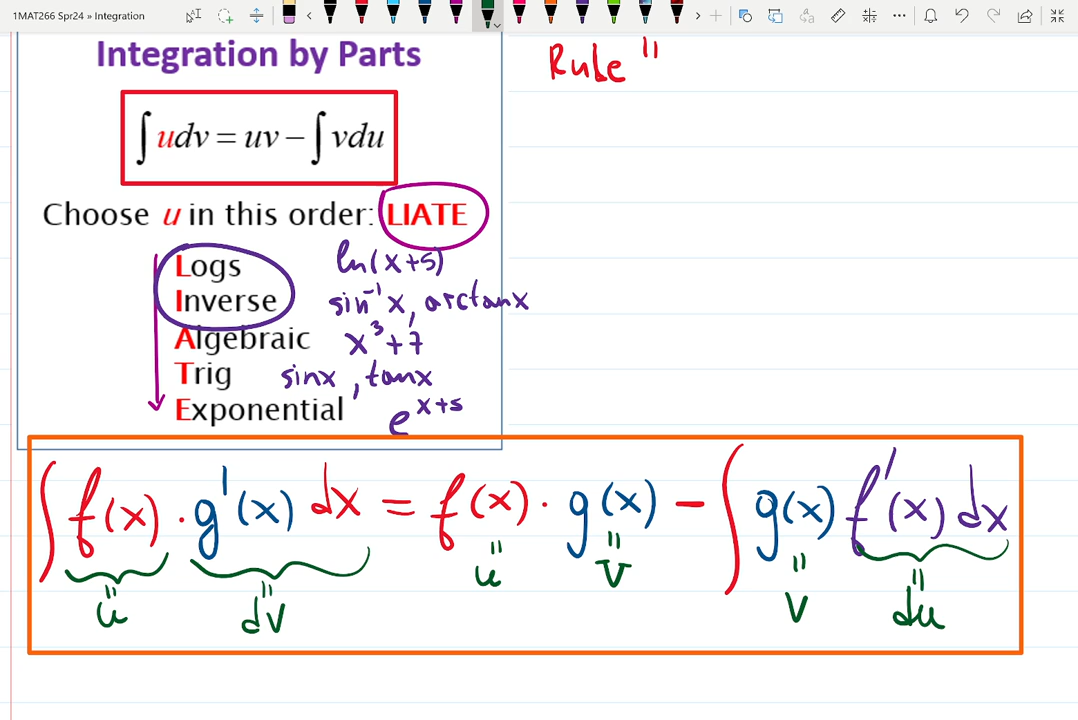 1MAT266 Spr24 » Integration
Integration by Parts
Rule "
∫udv = uv − ∫vdu
Choose u in this order: LIATE
Logs ln(x+5)
Inverse sin⁻¹x, arctanx
Algebraic x³+7
Trig sinx, tanx
Exponential e^(x+5)
∫ f(x) · g'(x) dx = f(x) · g(x) − ∫ g(x) f'(x) dx
" " " " " "
u dv u v v du